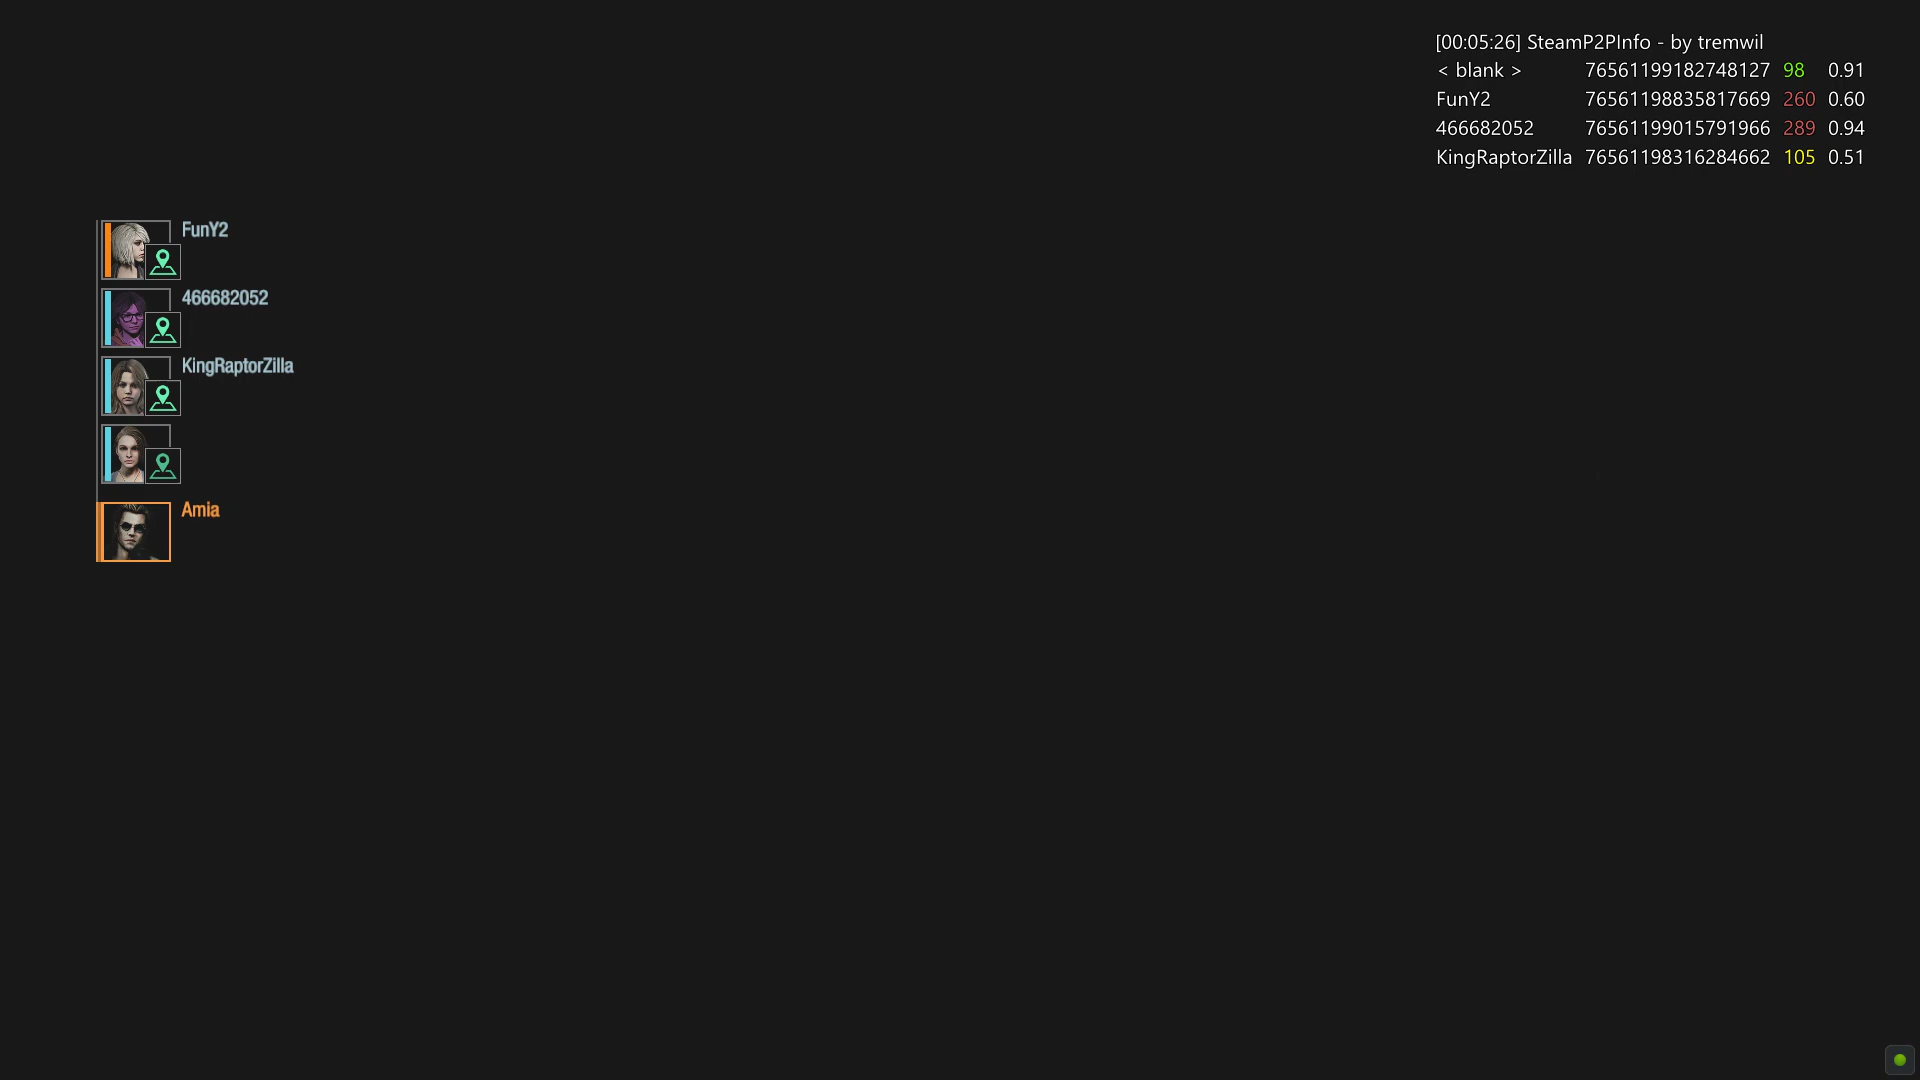 [00:05:26] SteamP2PInfo - by tremwil
< blank > 76561199182748127 98 0.91
FunY2 76561198835817669 260 0.60
466682052 76561199015791966 289 0.94
KingRaptorZilla 76561198316284662 105 0.51
FunY2
466682052
KingRaptorZilla
Amia